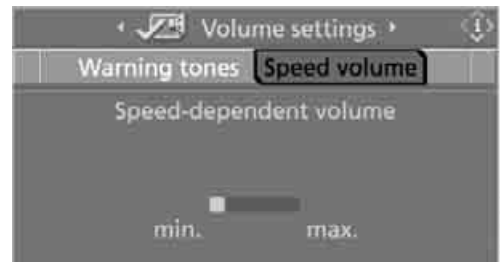 Volume settings
Warning tones Speed volume
Speed-dependent volume
min. max.